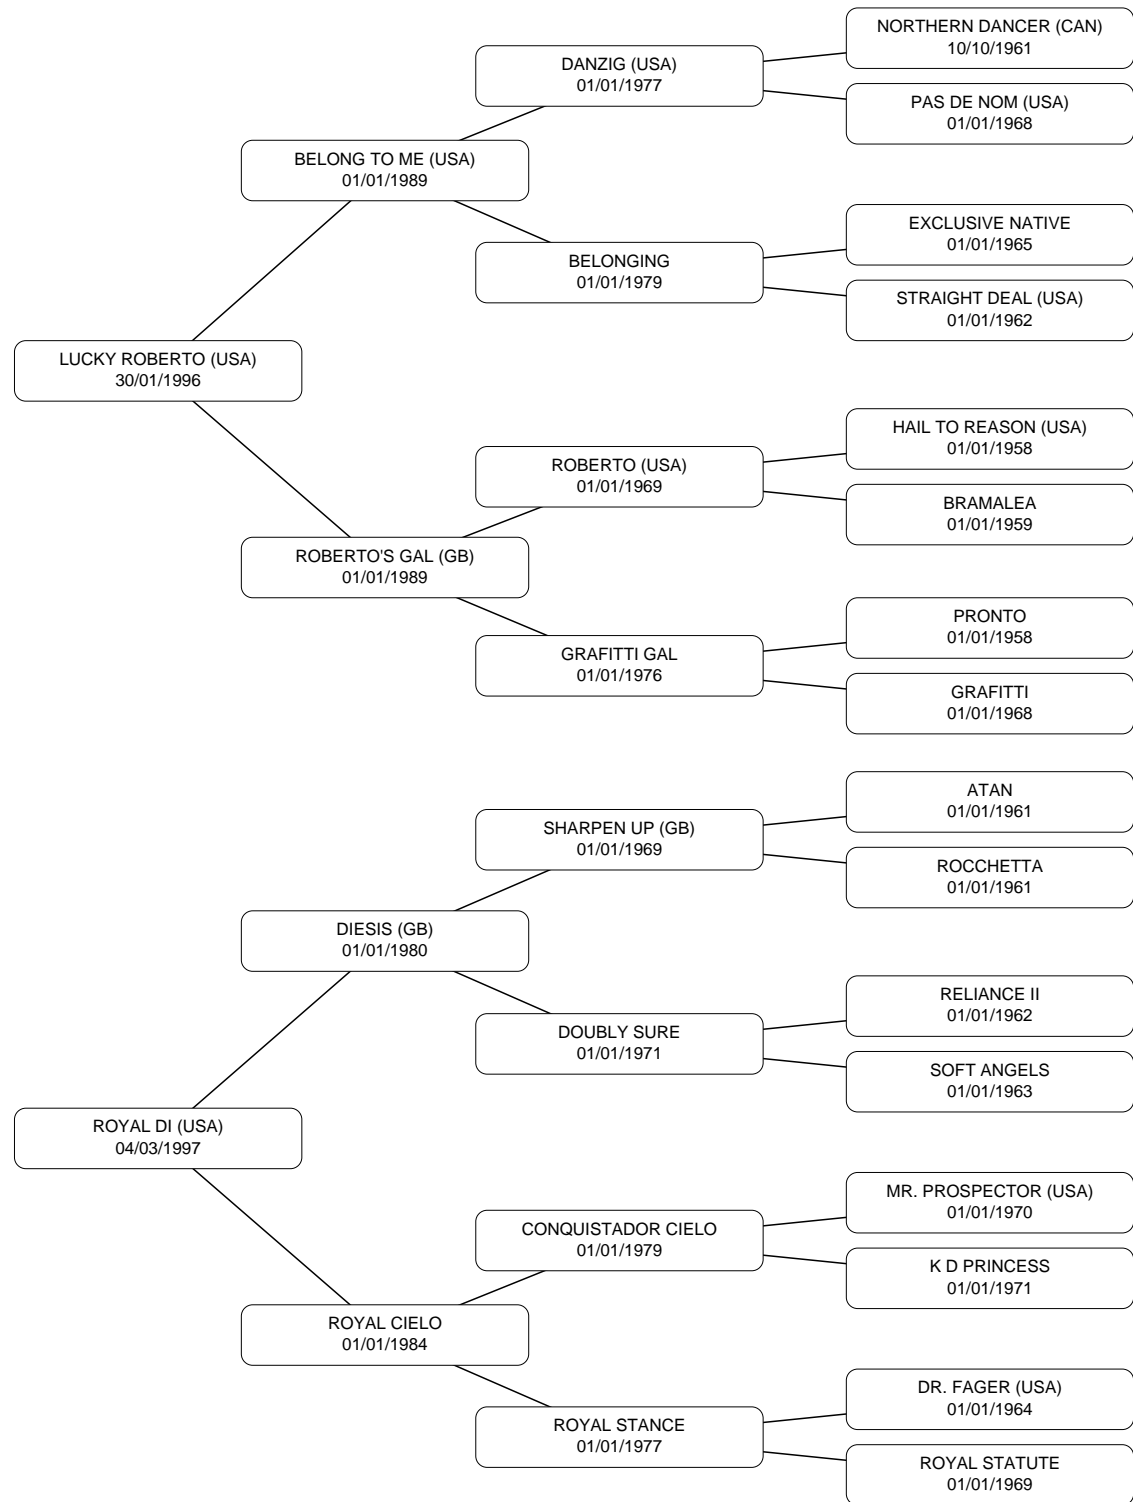 NORTHERN DANCER (CAN)
10/10/1961
DANZIG (USA)
01/01/1977
PAS DE NOM (USA)
01/01/1968
BELONG TO ME (USA)
01/01/1989
EXCLUSIVE NATIVE
01/01/1965
BELONGING
01/01/1979
STRAIGHT DEAL (USA)
01/01/1962
LUCKY ROBERTO (USA)
30/01/1996
HAIL TO REASON (USA)
01/01/1958
ROBERTO (USA)
01/01/1969
BRAMALEA
01/01/1959
ROBERTO'S GAL (GB)
01/01/1989
PRONTO
01/01/1958
GRAFITTI GAL
01/01/1976
GRAFITTI
01/01/1968
ATAN
01/01/1961
SHARPEN UP (GB)
01/01/1969
ROCCHETTA
01/01/1961
DIESIS (GB)
01/01/1980
RELIANCE II
01/01/1962
DOUBLY SURE
01/01/1971
SOFT ANGELS
01/01/1963
ROYAL DI (USA)
04/03/1997
MR. PROSPECTOR (USA)
01/01/1970
CONQUISTADOR CIELO
01/01/1979
K D PRINCESS
01/01/1971
ROYAL CIELO
01/01/1984
DR. FAGER (USA)
01/01/1964
ROYAL STANCE
01/01/1977
ROYAL STATUTE
01/01/1969